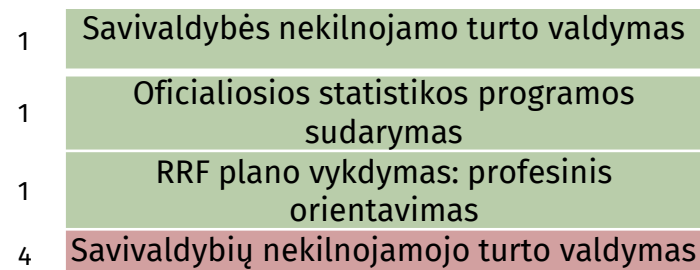 1 Savivaldybės nekilnojamo turto valdymas
1 Oficialiosios statistikos programos
sudarymas
1 RRF plano vykdymas: profesinis
orientavimas
4 Savivaldybių nekilnojamojo turto valdymas